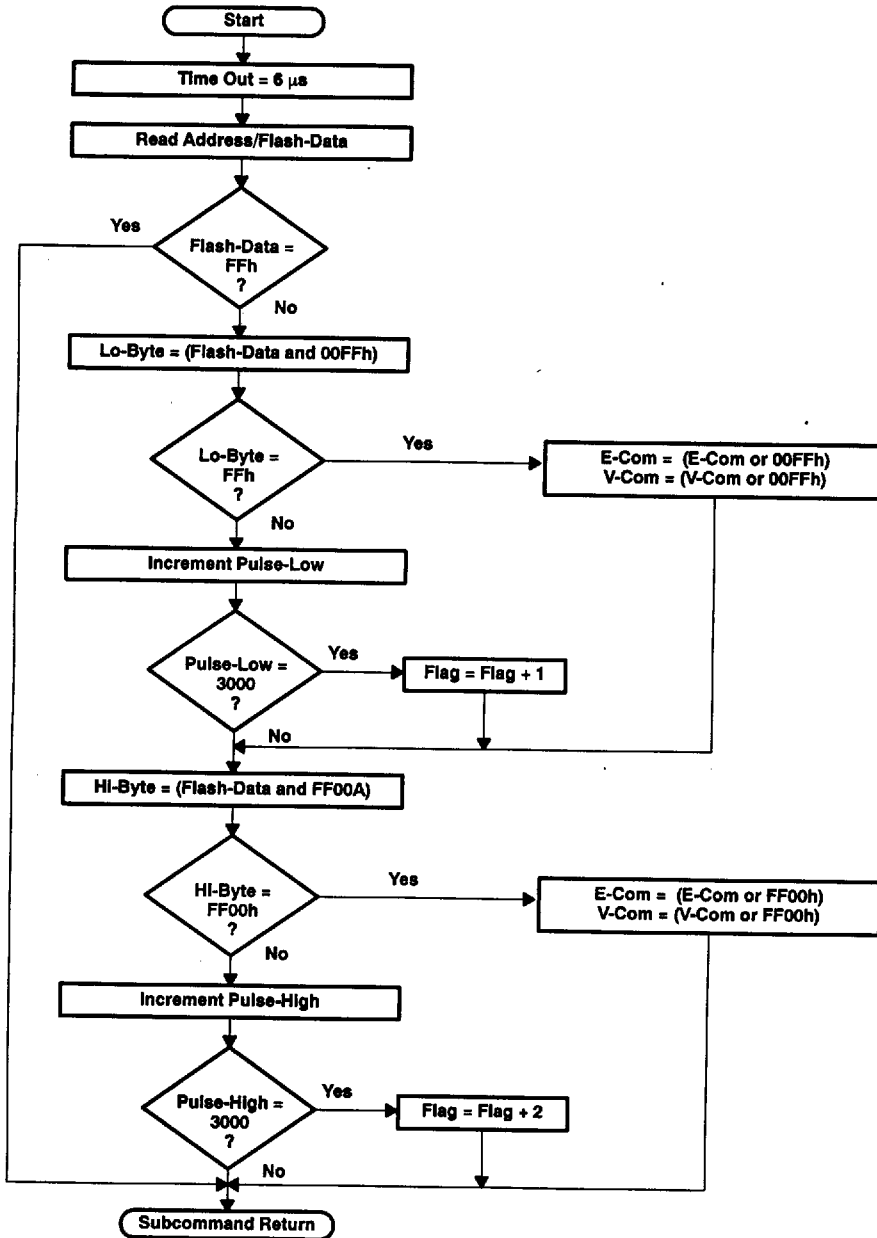 Start
Time Out = 6 µs
Read Address/Flash-Data
Yes
Flash-Data =
FFh
?
No
Lo-Byte = (Flash-Data and 00FFh)
Lo-Byte =
FFh
?
Yes
E-Com = (E-Com or 00FFh)
V-Com = (V-Com or 00FFh)
No
Increment Pulse-Low
Pulse-Low =
3000
?
Yes
Flag = Flag + 1
No
Hi-Byte = (Flash-Data and FF00A)
Hi-Byte =
FF00h
?
Yes
E-Com = (E-Com or FF00h)
V-Com = (V-Com or FF00h)
No
Increment Pulse-High
Pulse-High =
3000
?
Yes
Flag = Flag + 2
No
Subcommand Return